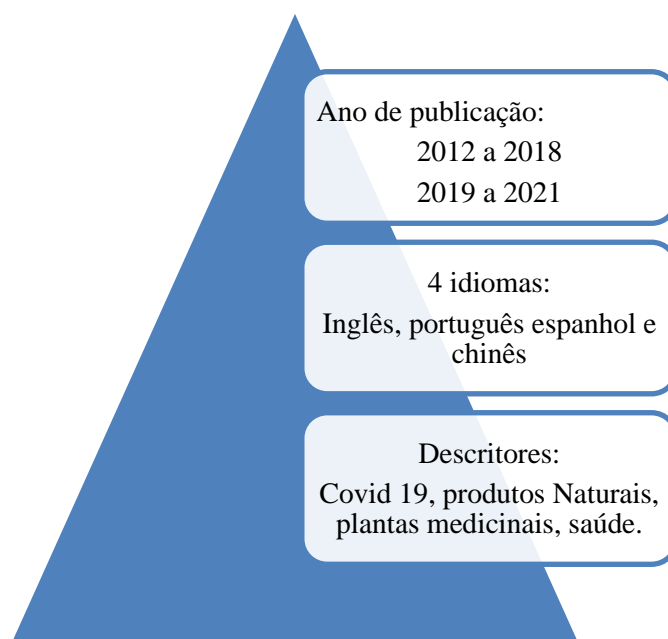 Ano de publicação:
2012 a 2018
2019 a 2021
4 idiomas:
Inglês, português espanhol e
chinês
Descritores:
Covid 19, produtos Naturais,
plantas medicinais, saúde.